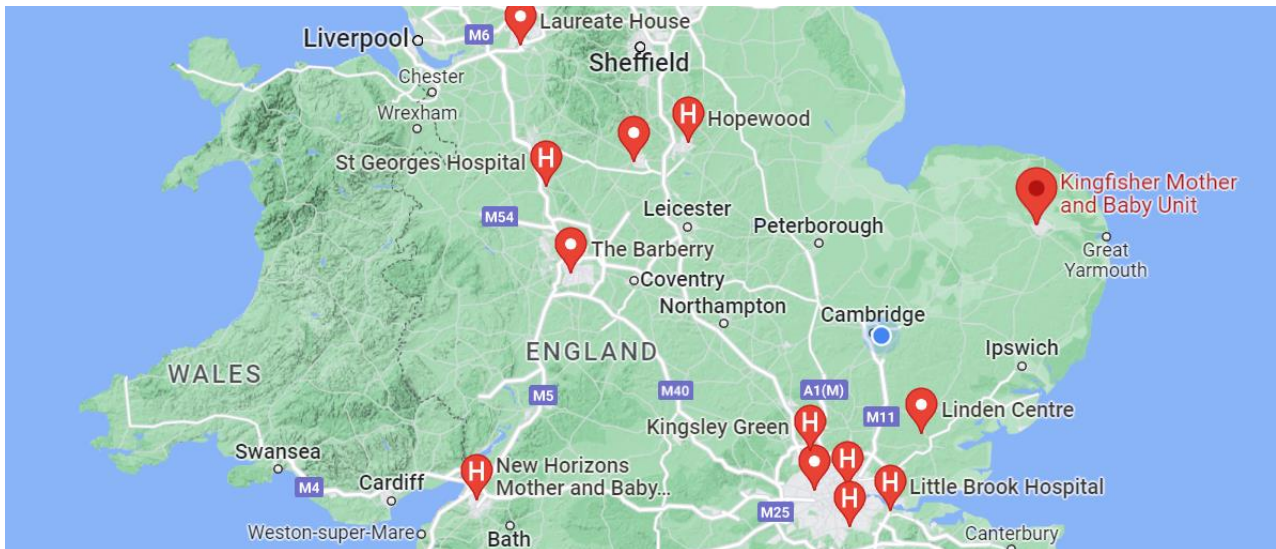 Laureate House
Liverpool
M6
Sheffield
Chester
Wrexham
Hopewood
H
St Georges Hospital
H
Kingfisher Mother
and Baby Unit
M54
Leicester
Peterborough
Great
Yarmouth
The Barberry
Coventry
Northampton
Cambridge
ENGLAND
Ipswich
WALES
M5
M40
A1(M)
M11
Linden Centre
Kingsley Green
H
Swansea
M4
Cardiff
H
New Horizons
Mother and Baby...
H
H
H
Little Brook Hospital
M25
Weston-super-Mare
Bath
Canterbury